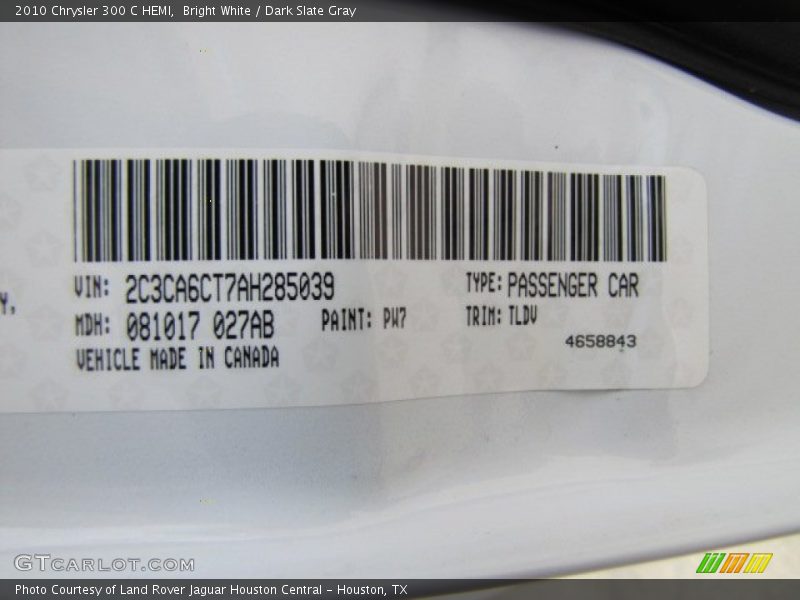 2010 Chrysler 300 C HEMI, Bright White / Dark Slate Gray
VIN: 2C3CA6CT7AH285039 TYPE: PASSENGER CAR
MDH: 081017 027AB PAINT: PW7 TRIM: TLDV
4658843
VEHICLE MADE IN CANADA
GTCARLOT.COM
Photo Courtesy of Land Rover Jaguar Houston Central - Houston, TX